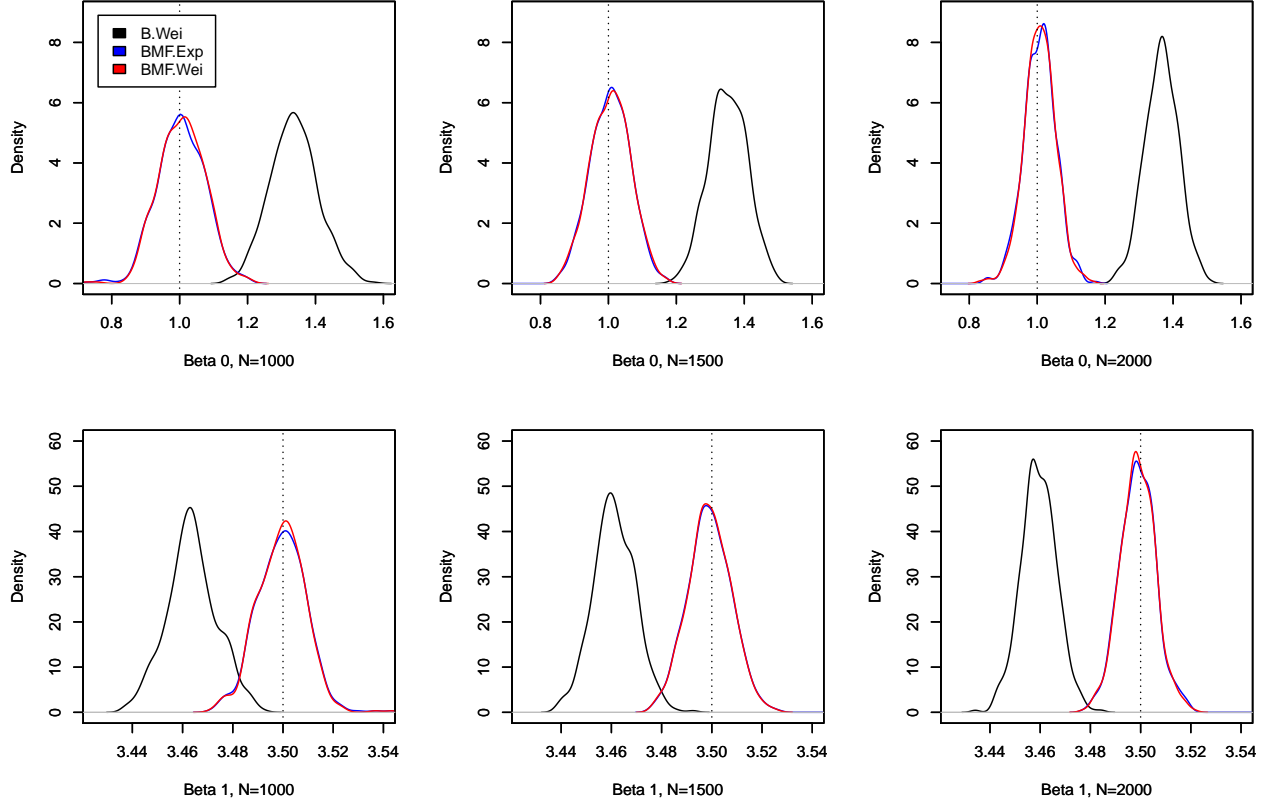 B.Wei
BMF.Exp
BMF.Wei
Density
0 2 4 6 8
0.8 1.0 1.2 1.4 1.6
Beta 0, N=1000
Density
0 2 4 6 8
0.8 1.0 1.2 1.4 1.6
Beta 0, N=1500
Density
0 2 4 6 8
0.8 1.0 1.2 1.4 1.6
Beta 0, N=2000
Density
0 10 20 30 40 50 60
3.44 3.46 3.48 3.50 3.52 3.54
Beta 1, N=1000
Density
0 10 20 30 40 50 60
3.44 3.46 3.48 3.50 3.52 3.54
Beta 1, N=1500
Density
0 10 20 30 40 50 60
3.44 3.46 3.48 3.50 3.52 3.54
Beta 1, N=2000